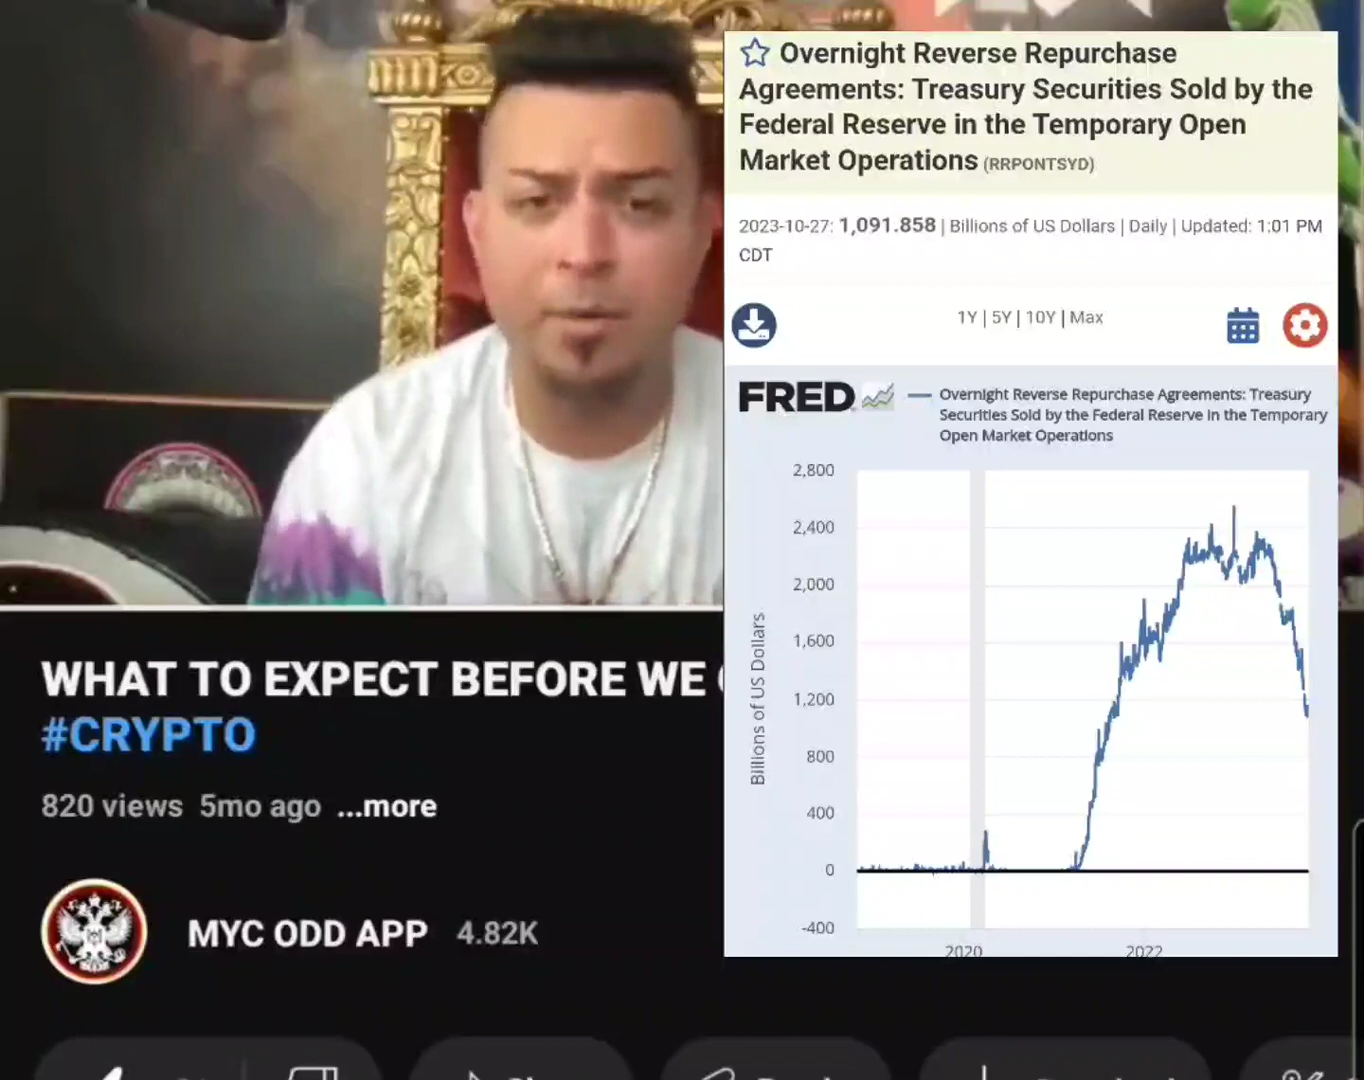 Overnight Reverse Repurchase
Agreements: Treasury Securities Sold by the
Federal Reserve in the Temporary Open
Market Operations (RRPONTSYD)
2023-10-27: 1,091.858 | Billions of US Dollars | Daily | Updated: 1:01 PM
CDT
1Y | 5Y | 10Y | Max
FRED
Overnight Reverse Repurchase Agreements: Treasury
Securities Sold by the Federal Reserve in the Temporary
Open Market Operations
2,800
2,400
2,000
1,600
1,200
800
400
0
-400
Billions of US Dollars
2020 2022
WHAT TO EXPECT BEFORE WE
#CRYPTO
820 views 5mo ago ...more
MYC ODD APP 4.82K